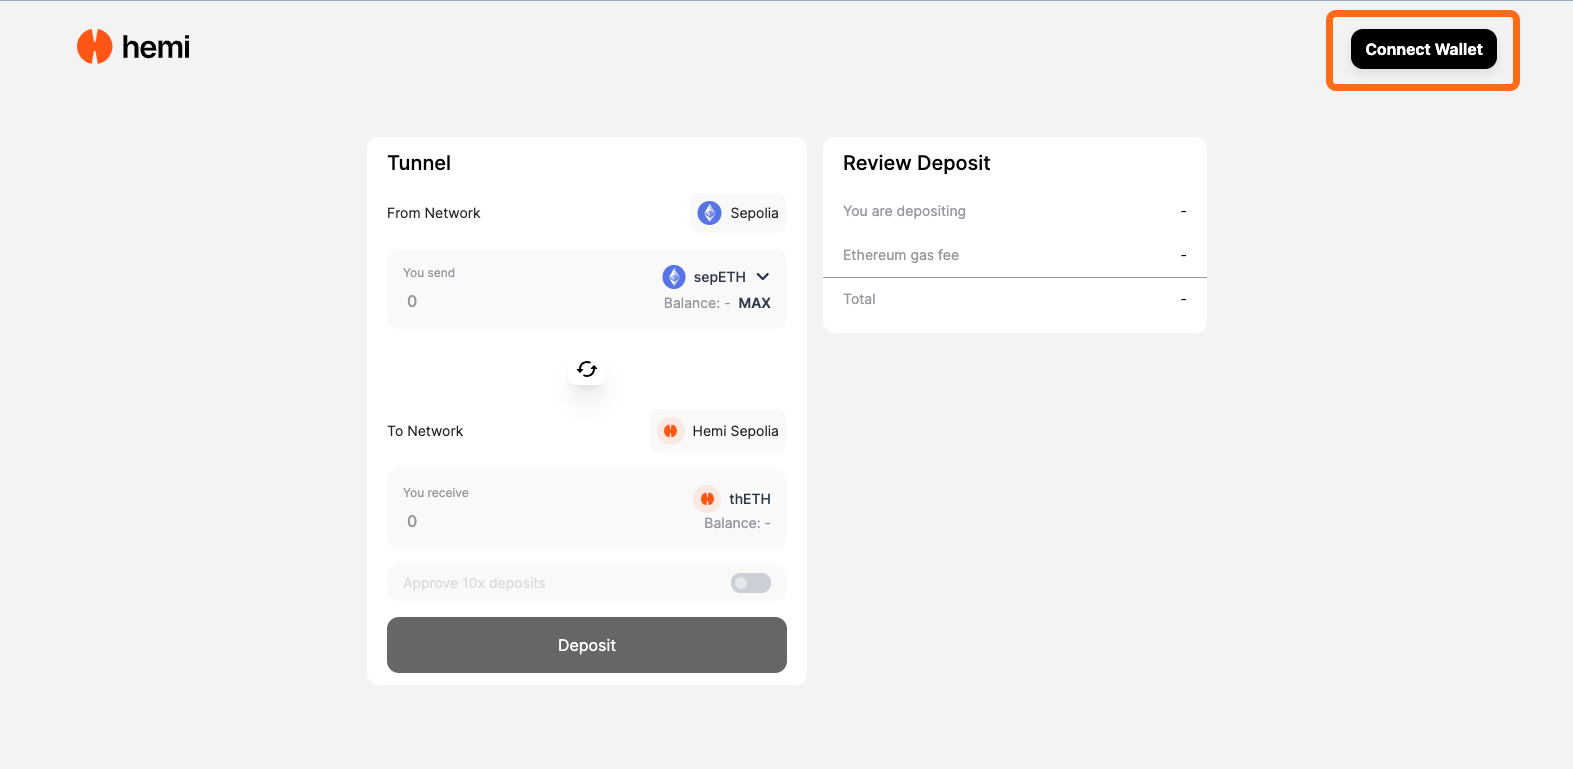 hemi
Connect Wallet
Tunnel
From Network
Sepolia
You send
sepETH
0
Balance: - MAX
To Network
Hemi Sepolia
You receive
thETH
0
Balance: -
Approve 10x deposits
Deposit
Review Deposit
You are depositing -
Ethereum gas fee -
Total -